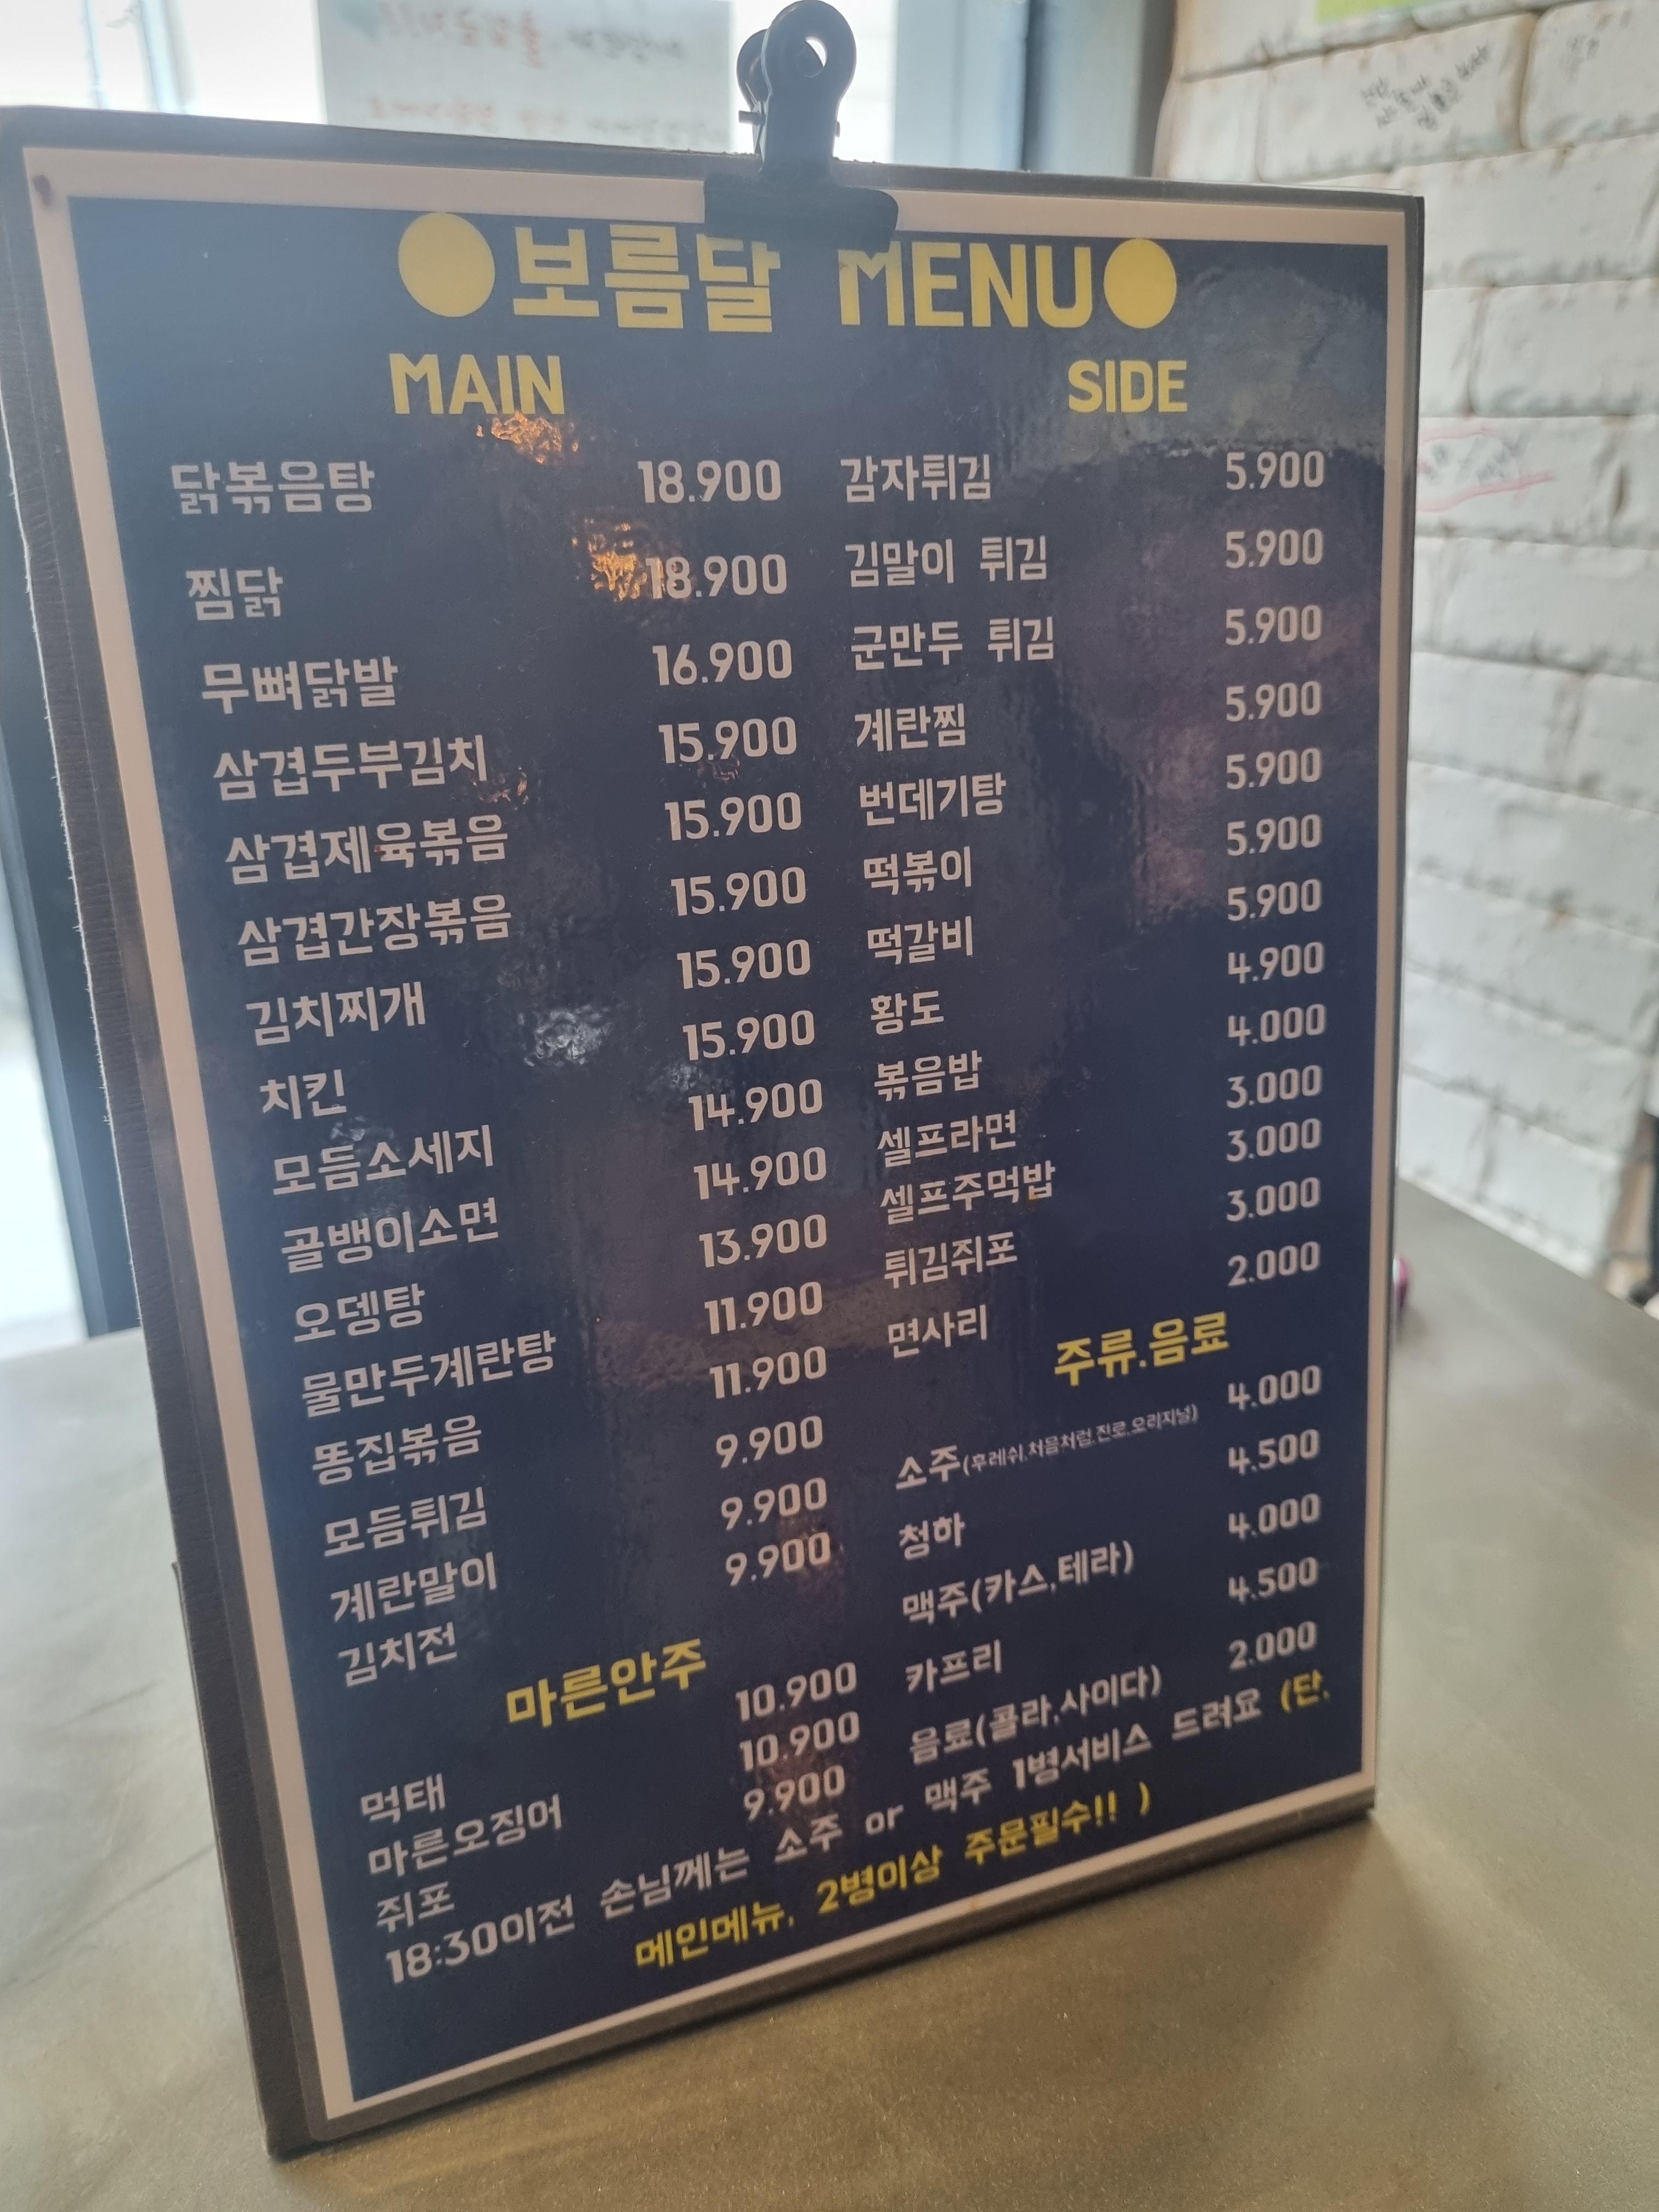 보름달 MENU
MAIN
닭볶음탕 18.900
찜닭 18.900
무뼈닭발 16.900
삼겹두부김치 15.900
삼겹제육볶음 15.900
삼겹간장볶음 15.900
김치찌개 15.900
치킨 15.900
모듬소세지 14.900
골뱅이소면 14.900
오뎅탕 13.900
물만두계란탕 11.900
똥집볶음 11.900
모듬튀김 9.900
계란말이 9.900
김치전 9.900
마른안주
먹태 10.900
마른오징어 10.900
쥐포 9.900
SIDE
감자튀김 5.900
김말이 튀김 5.900
군만두 튀김 5.900
계란찜 5.900
번데기탕 5.900
떡볶이 5.900
떡갈비 5.900
황도 4.900
볶음밥 4.000
셀프라면 3.000
셀프주먹밥 3.000
튀김쥐포 3.000
면사리 2.000
주류.음료
소주(후레쉬.처음처럼.진로.오리지널) 4.000
청하 4.500
맥주(카스,테라) 4.000
카프리 4.500
음료(콜라,사이다) 2.000
18:30이전 손님께는 소주 or 맥주 1병서비스 드려요 (단,
메인메뉴, 2병이상 주문필수!! )